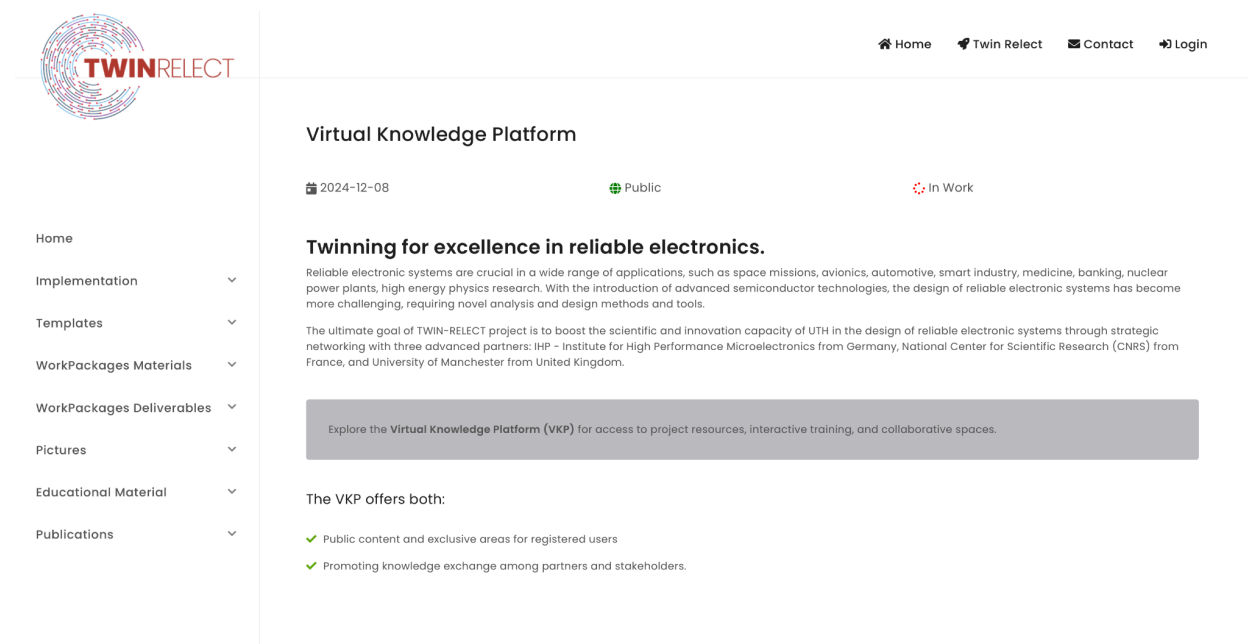 TWINRELECT
Home
Twin Relect
Contact
Login
Home
Implementation
Templates
WorkPackages Materials
WorkPackages Deliverables
Pictures
Educational Material
Publications
Virtual Knowledge Platform
2024-12-08
Public
In Work
Twinning for excellence in reliable electronics.
Reliable electronic systems are crucial in a wide range of applications, such as space missions, avionics, automotive, smart industry, medicine, banking, nuclear
power plants, high energy physics research. With the introduction of advanced semiconductor technologies, the design of reliable electronic systems has become
more challenging, requiring novel analysis and design methods and tools.
The ultimate goal of TWIN-RELECT project is to boost the scientific and innovation capacity of UTH in the design of reliable electronic systems through strategic
networking with three advanced partners: IHP - Institute for High Performance Microelectronics from Germany, National Center for Scientific Research (CNRS) from
France, and University of Manchester from United Kingdom.
Explore the Virtual Knowledge Platform (VKP) for access to project resources, interactive training, and collaborative spaces.
The VKP offers both:
Public content and exclusive areas for registered users
Promoting knowledge exchange among partners and stakeholders.